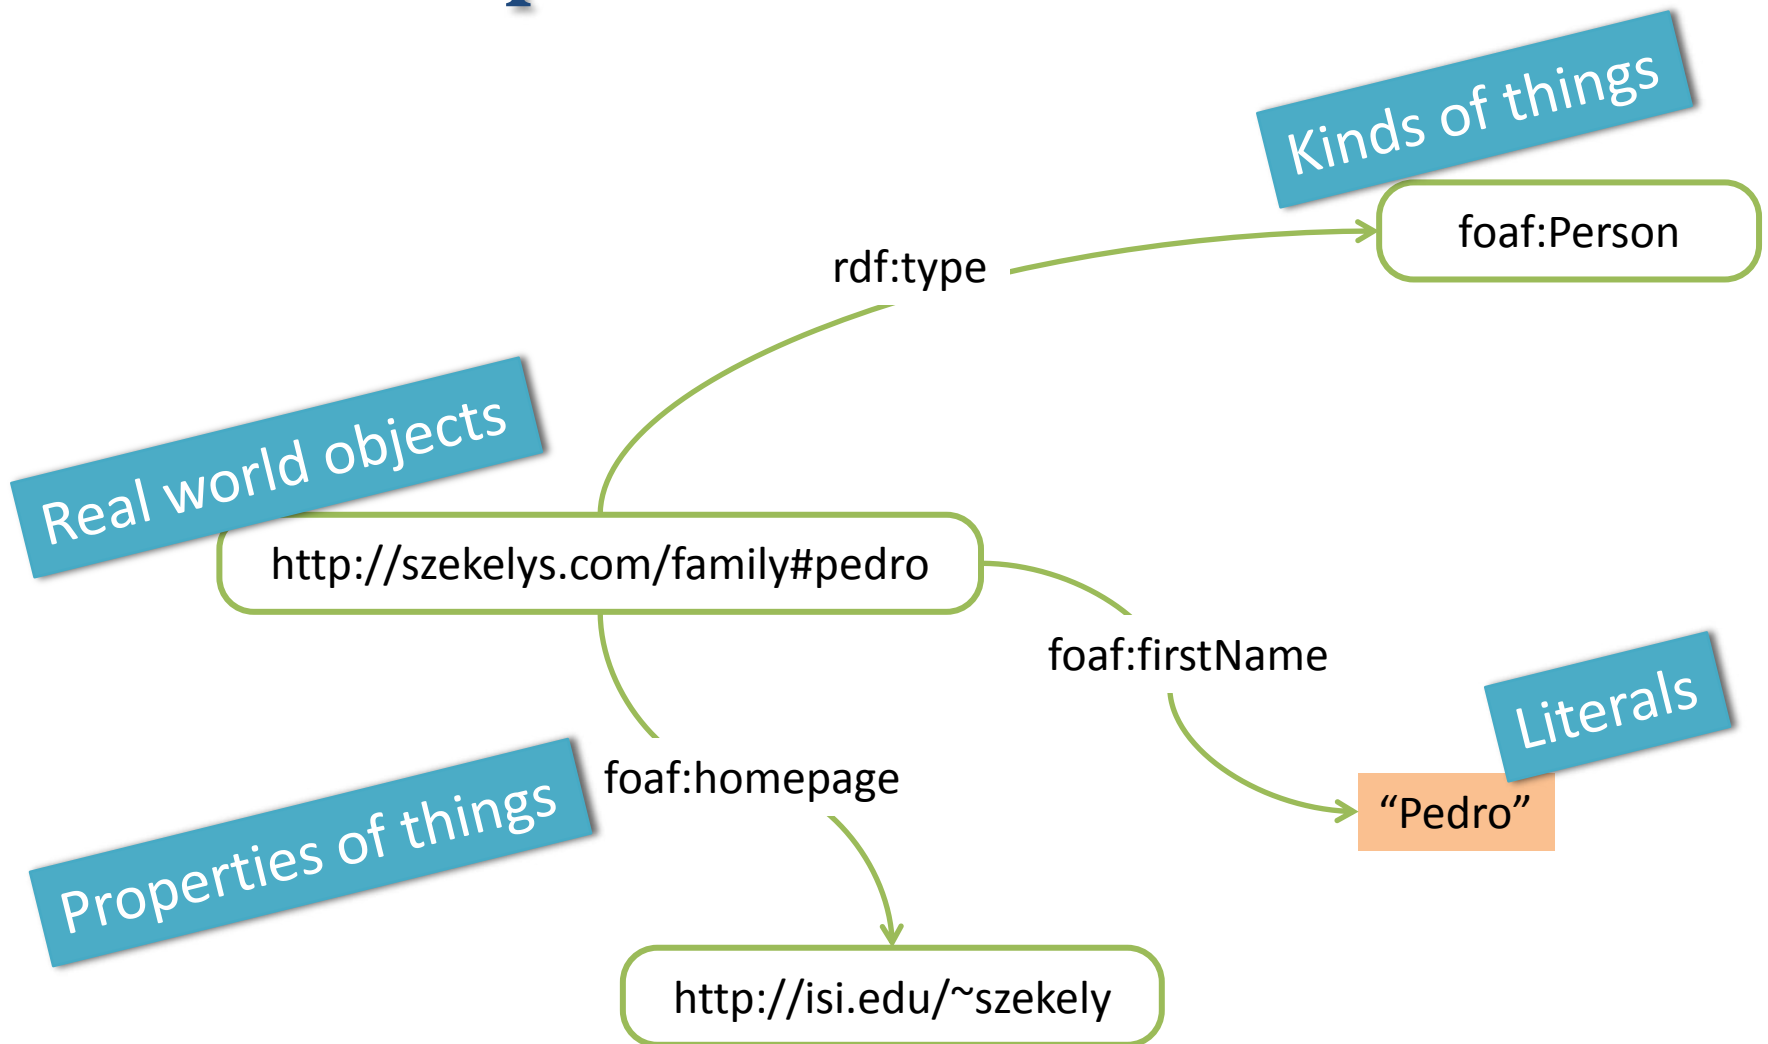 Kinds of things
foaf:Person
rdf:type
Real world objects
http://szekelys.com/family#pedro
foaf:firstName
Literals
foaf:homepage
“Pedro”
Properties of things
http://isi.edu/~szekely